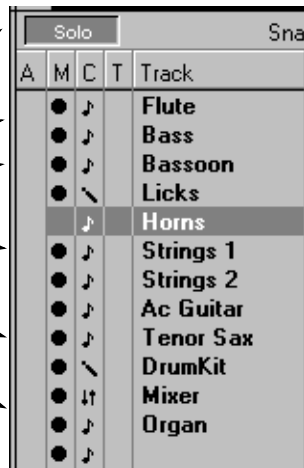 Solo Sna
A M C T Track
Flute
Bass
Bassoon
Licks
Horns
Strings 1
Strings 2
Ac Guitar
Tenor Sax
DrumKit
Mixer
Organ